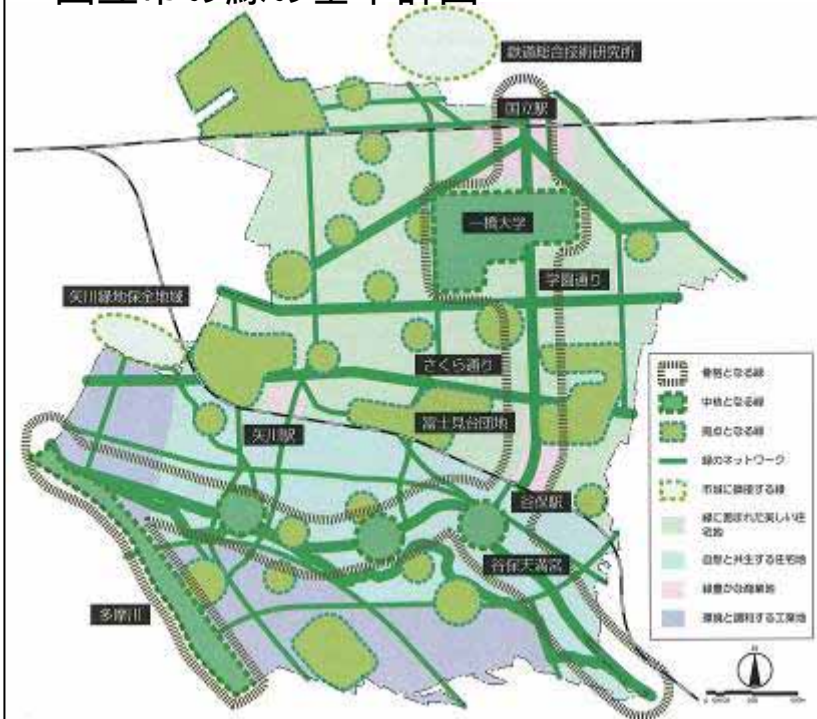 国立市の緑の基本計画
鉄道総合技術研究所
国立駅
一橋大学
学園通り
矢川緑地保全地域
さくら通り
富士見台団地
矢川駅
谷保駅
谷保天満宮
多摩川
骨格となる緑
中核となる緑
拠点となる緑
緑のネットワーク
市域に隣接する緑
緑に囲まれた美しい住
宅地
自然と共生する住宅地
緑豊かな商業地
環境と調和する工業地